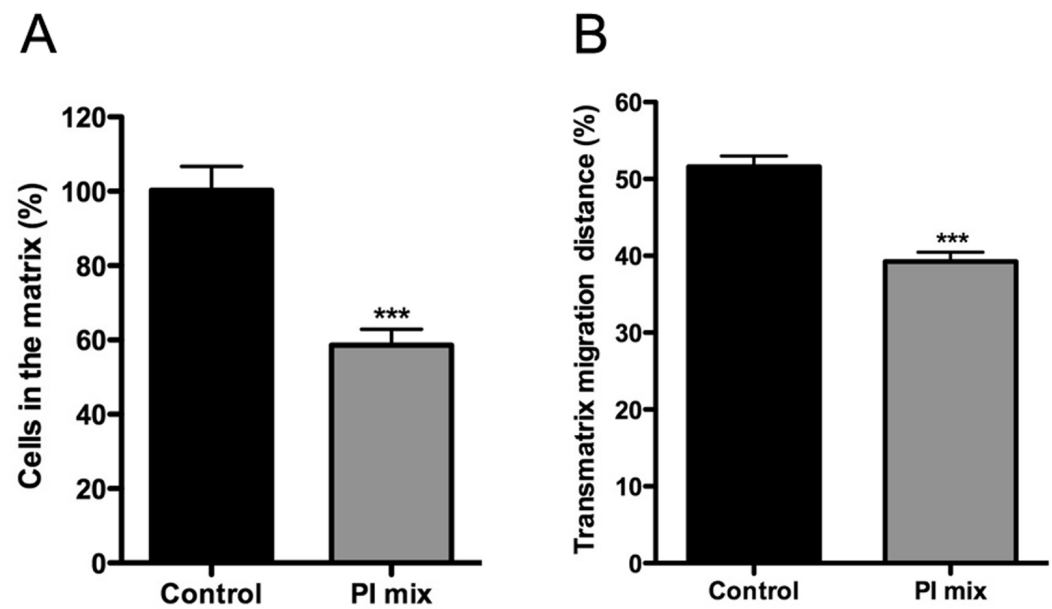 A
Cells in the matrix (%)
120
100
80
60
40
20
0
***
Control
PI mix
B
Transmatrix migration distance (%)
60
50
40
30
20
10
0
***
Control
PI mix